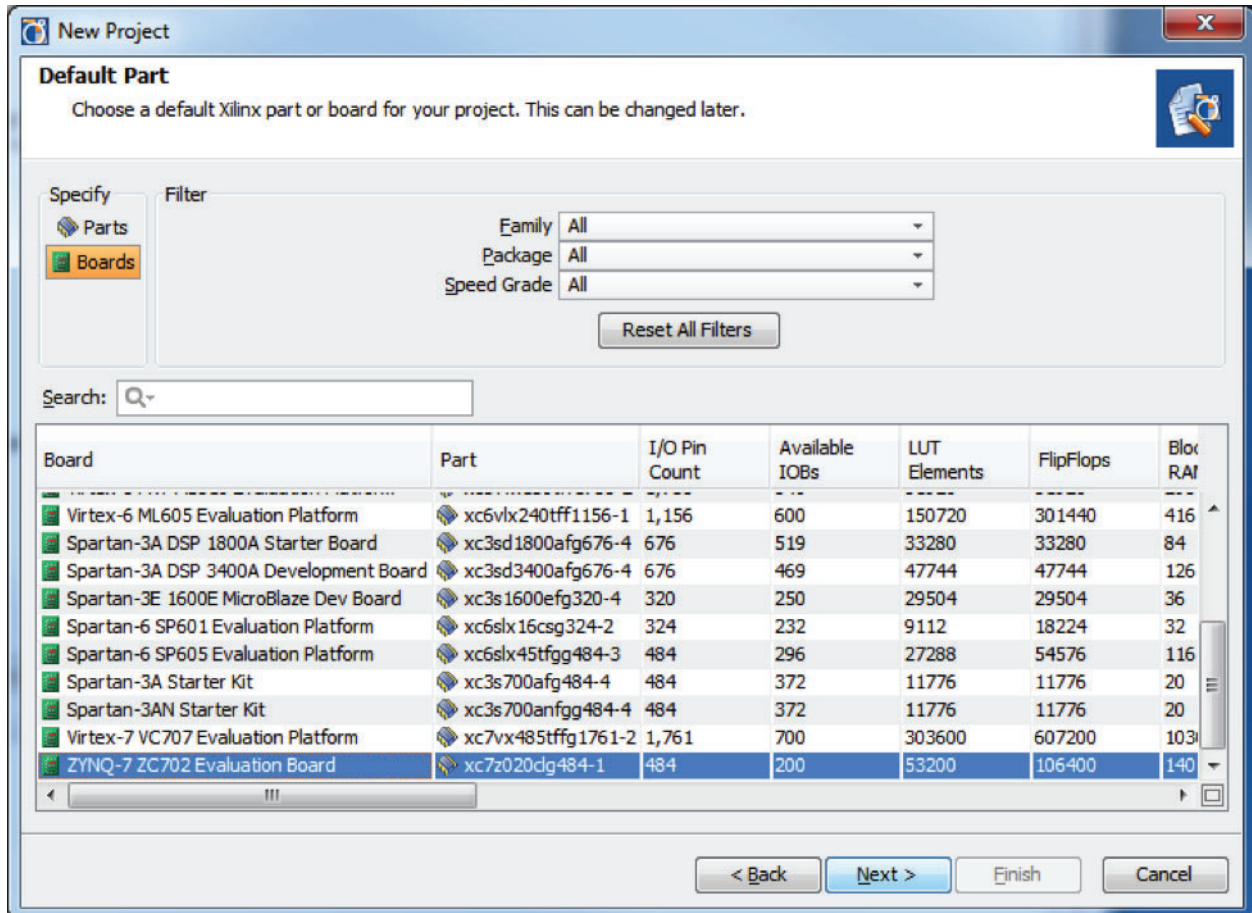 New Project
Default Part
Choose a default Xilinx part or board for your project. This can be changed later.
Specify
Filter
Parts
Boards
Family All
Package All
Speed Grade All
Reset All Filters
Search:
Board Part I/O Pin Count Available IOBs LUT Elements FlipFlops Bloc RAM
Virtex-6 ML605 Evaluation Platform xc6vlx240tff1156-1 1,156 600 150720 301440 416
Spartan-3A DSP 1800A Starter Board xc3sd1800afg676-4 676 519 33280 33280 84
Spartan-3A DSP 3400A Development Board xc3sd3400afg676-4 676 469 47744 47744 126
Spartan-3E 1600E MicroBlaze Dev Board xc3s1600efg320-4 320 250 29504 29504 36
Spartan-6 SP601 Evaluation Platform xc6slx16csg324-2 324 232 9112 18224 32
Spartan-6 SP605 Evaluation Platform xc6slx45tfgg484-3 484 296 27288 54576 116
Spartan-3A Starter Kit xc3s700afg484-4 484 372 11776 11776 20
Spartan-3AN Starter Kit xc3s700anfgg484-4 484 372 11776 11776 20
Virtex-7 VC707 Evaluation Platform xc7vx485tffg1761-2 1,761 700 303600 607200 103
ZYNQ-7 ZC702 Evaluation Board xc7z020clg484-1 484 200 53200 106400 140
< Back Next > Finish Cancel